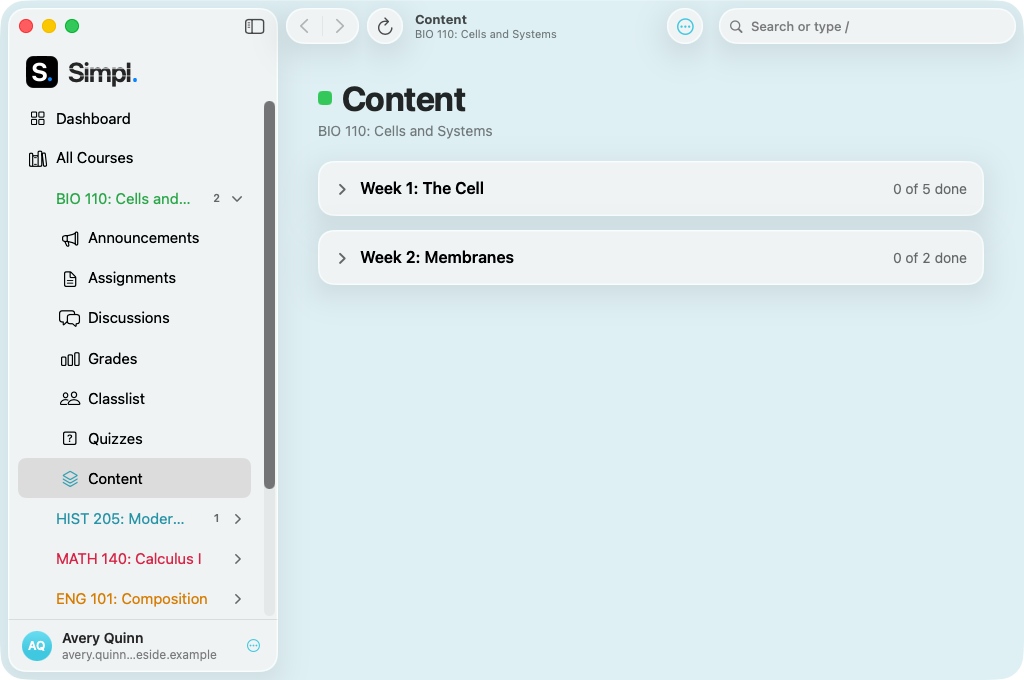 Content
BIO 110: Cells and Systems
Search or type /
S. Simpl.
Dashboard
All Courses
BIO 110: Cells and... 2
Announcements
Assignments
Discussions
Grades
Classlist
Quizzes
Content
HIST 205: Moder... 1
MATH 140: Calculus I
ENG 101: Composition
AQ
Avery Quinn
avery.quinn...eside.example
Content
BIO 110: Cells and Systems
Week 1: The Cell 0 of 5 done
Week 2: Membranes 0 of 2 done